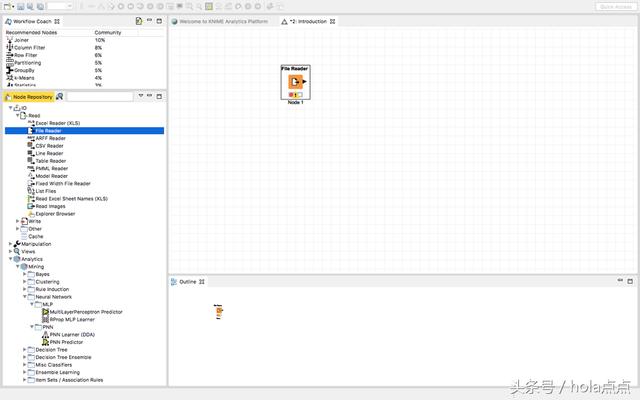 Quick Access
Workflow Coach
Recommended Nodes Community
Joiner 10%
Column Filter 8%
Row Filter 6%
Partitioning 5%
GroupBy 5%
k-Means 4%
Statistics 3%
Node Repository
IO
Read
Excel Reader (XLS)
File Reader
ARFF Reader
CSV Reader
Line Reader
Table Reader
PMML Reader
Model Reader
Fixed Width File Reader
List Files
Read Excel Sheet Names (XLS)
Read Images
Explorer Browser
Write
Other
Cache
Manipulation
Views
Analytics
Mining
Bayes
Clustering
Rule Induction
Neural Network
MLP
MultiLayerPerceptron Predictor
RProp MLP Learner
PNN
PNN Learner (DDA)
PNN Predictor
Decision Tree
Decision Tree Ensemble
Misc Classifiers
Ensemble Learning
Item Sets / Association Rules
Welcome to KNIME Analytics Platform
*2: Introduction
File Reader
Node 1
Outline
头条号 / hola点点